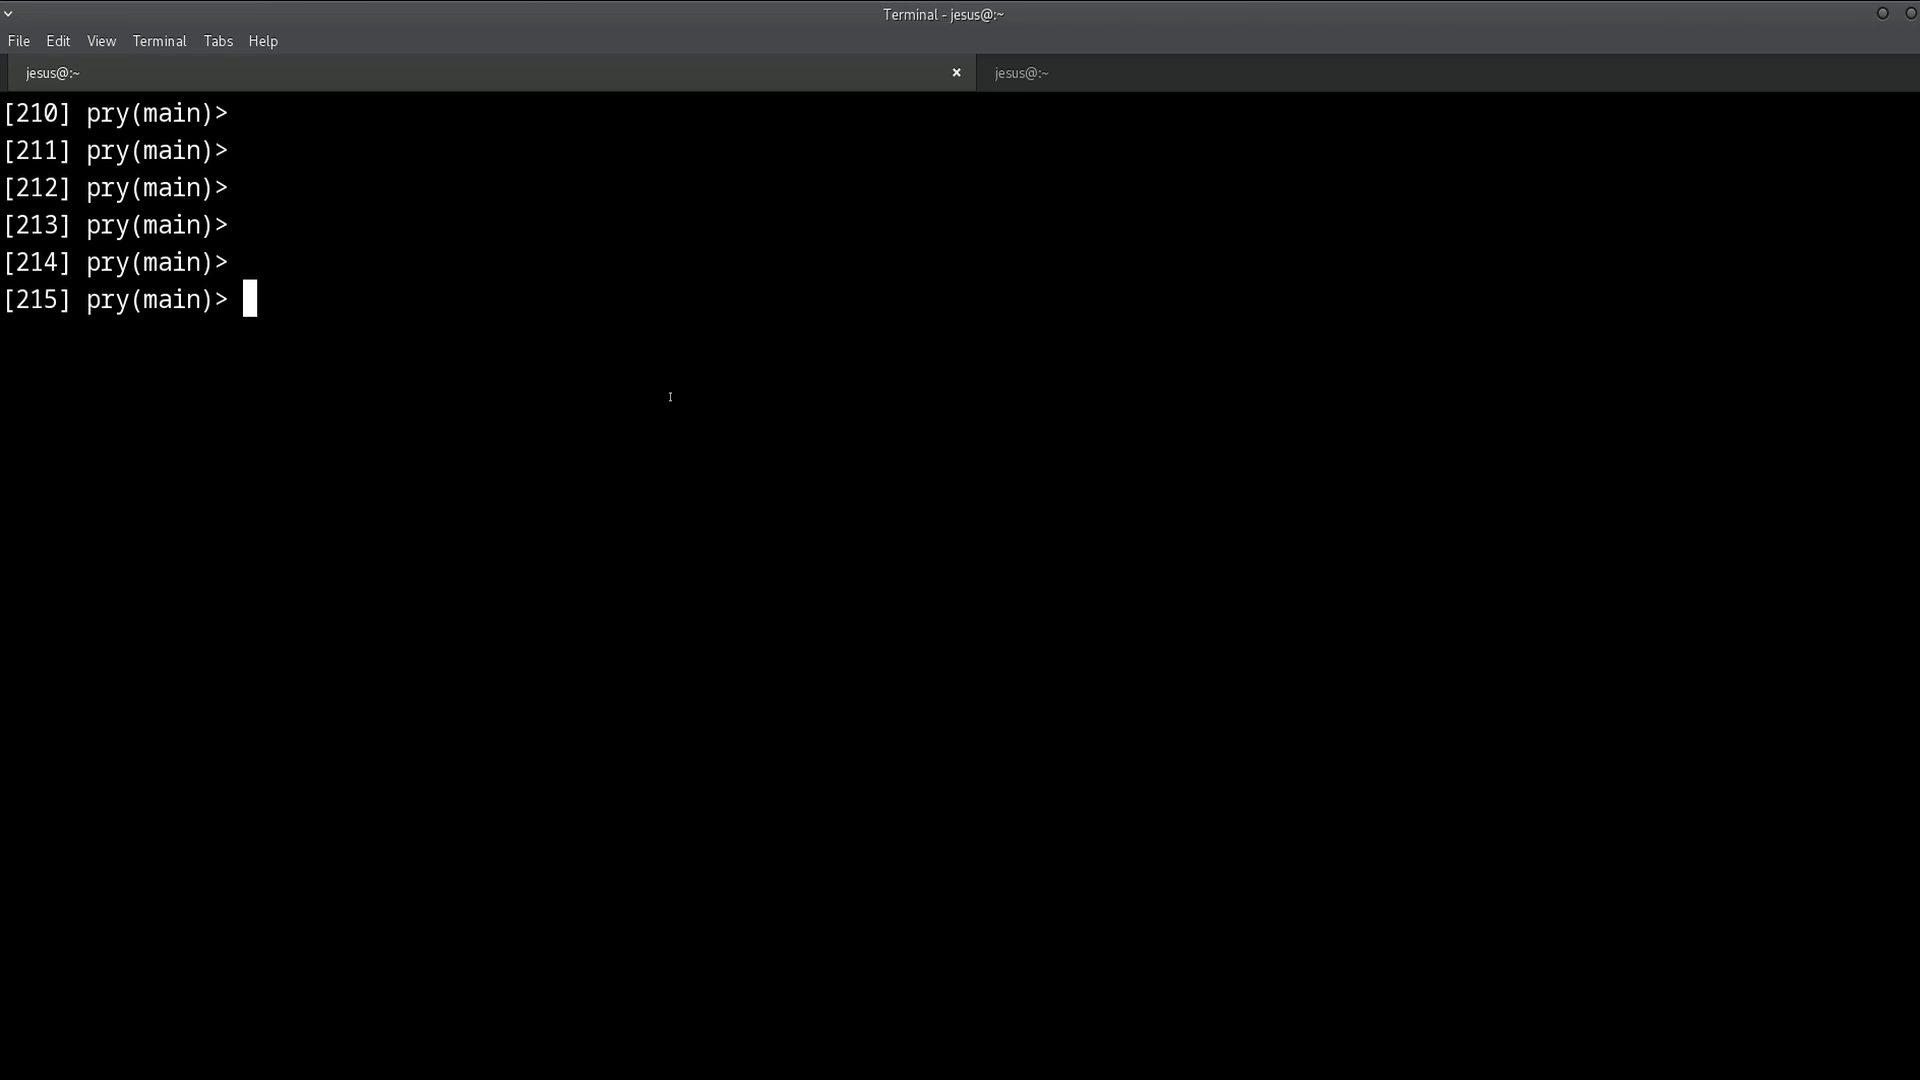 Terminal - jesus@:~
File Edit View Terminal Tabs Help
jesus@:~ × jesus@:~
[210] pry(main)>
[211] pry(main)>
[212] pry(main)>
[213] pry(main)>
[214] pry(main)>
[215] pry(main)>